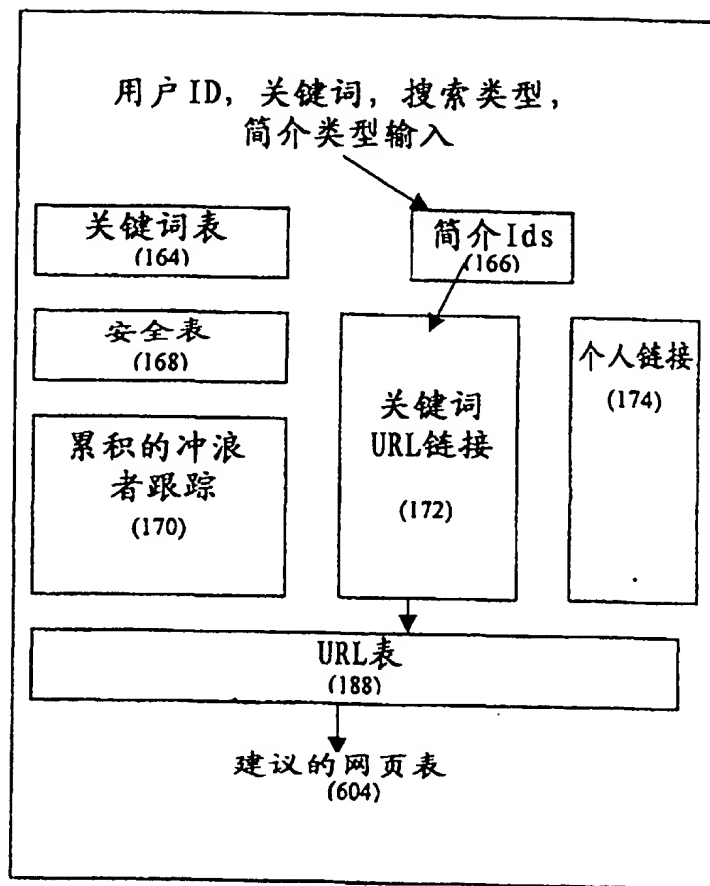 用户ID, 关键词, 搜索类型,
简介类型输入
关键词表
(164)
简介Ids
(166)
安全表
(168)
关键词
URL链接
(172)
个人链接
(174)
累积的冲浪
者跟踪
(170)
URL表
(188)
建议的网页表
(604)